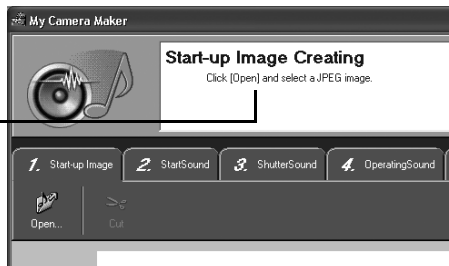 My Camera Maker
Start-up Image Creating
Click [Open] and select a JPEG image.
1. Start-up Image 2. StartSound 3. ShutterSound 4. OperatingSound
Open... Cut